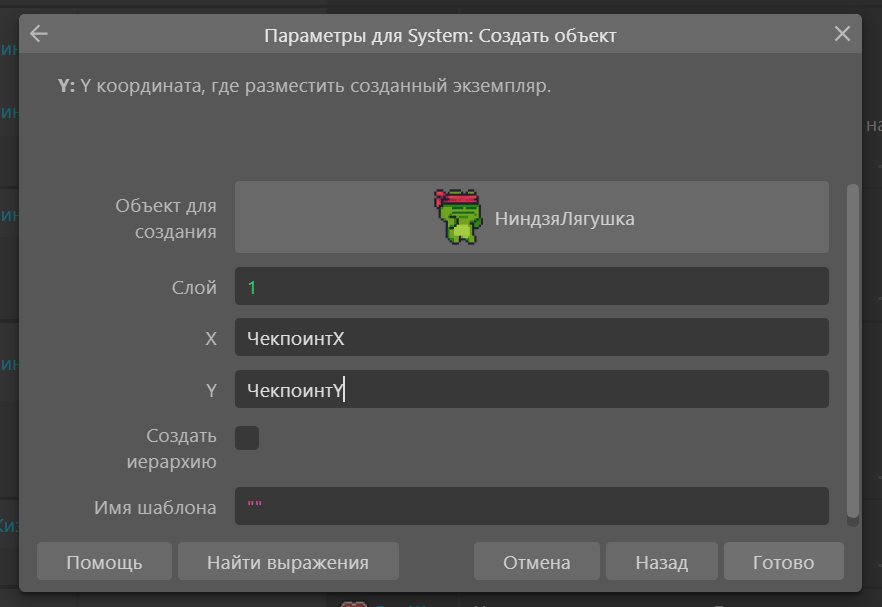 Параметры для System: Создать объект
Y: Y координата, где разместить созданный экземпляр.
Объект для
создания
НиндзяЛягушка
Слой
1
X
ЧекпоинтX
Y
ЧекпоинтY
Создать
иерархию
Имя шаблона
""
Помощь
Найти выражения
Отмена
Назад
Готово